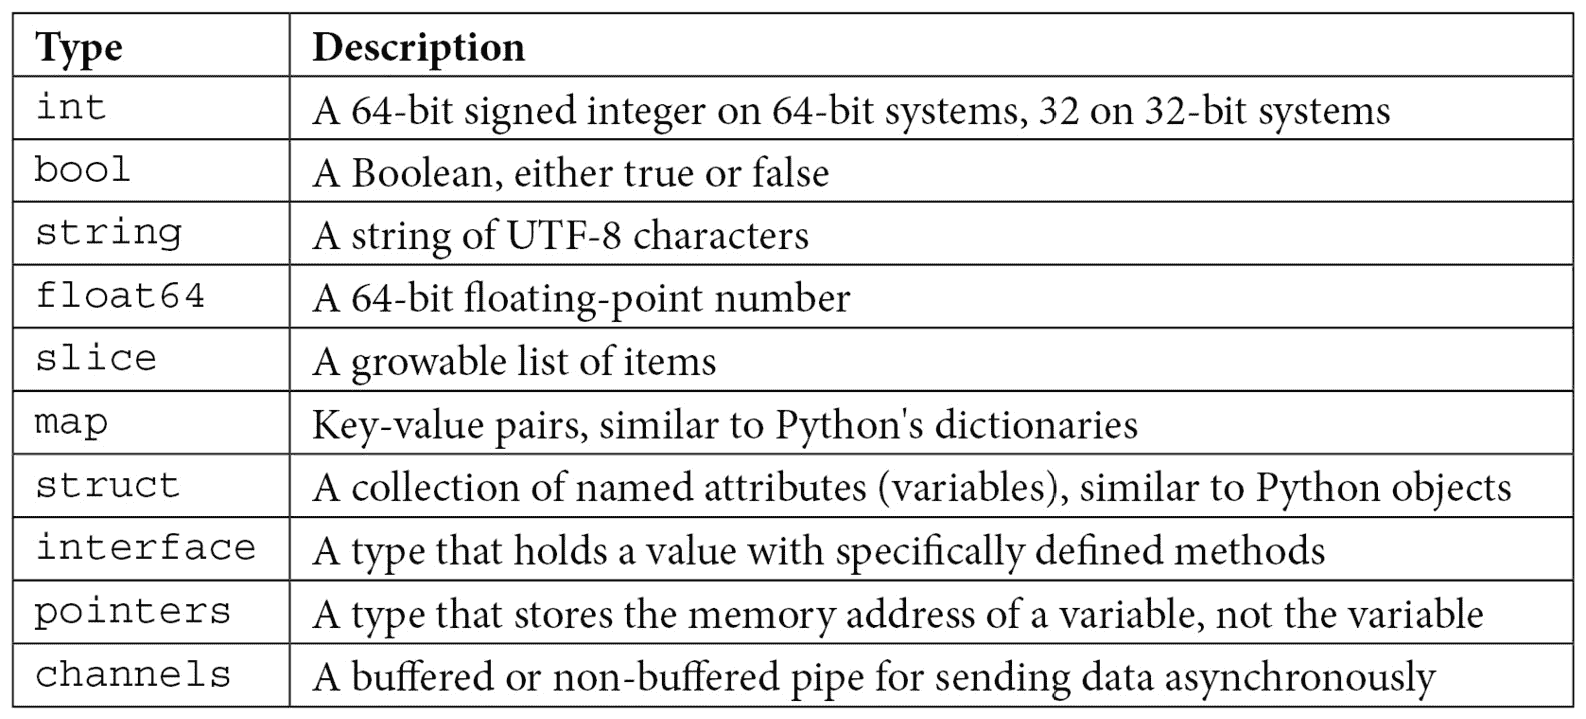 Type Description
int A 64-bit signed integer on 64-bit systems, 32 on 32-bit systems
bool A Boolean, either true or false
string A string of UTF-8 characters
float64 A 64-bit floating-point number
slice A growable list of items
map Key-value pairs, similar to Python's dictionaries
struct A collection of named attributes (variables), similar to Python objects
interface A type that holds a value with specifically defined methods
pointers A type that stores the memory address of a variable, not the variable
channels A buffered or non-buffered pipe for sending data asynchronously